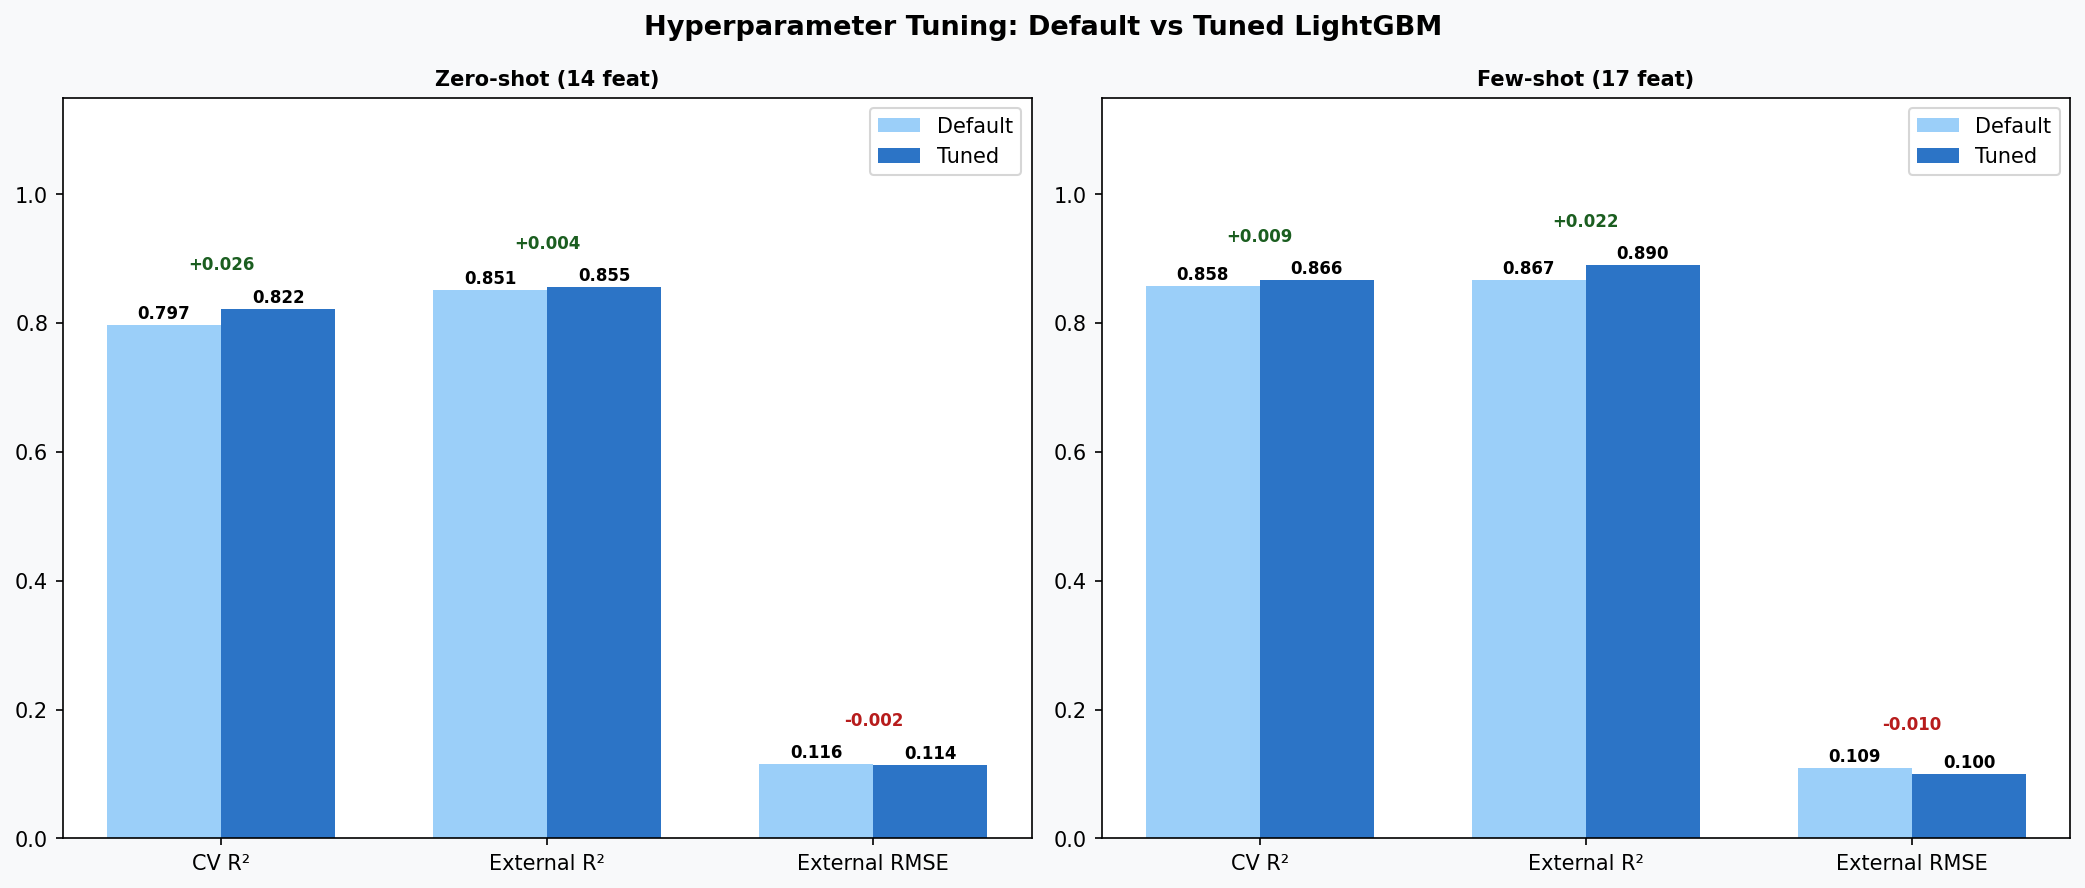 Hyperparameter Tuning: Default vs Tuned LightGBM
Zero-shot (14 feat)
Default
Tuned
1.0
0.8
0.6
0.4
0.2
0.0
+0.026
0.797
0.822
+0.004
0.851
0.855
-0.002
0.116
0.114
CV R²
External R²
External RMSE
Few-shot (17 feat)
Default
Tuned
1.0
0.8
0.6
0.4
0.2
0.0
+0.009
0.858
0.866
+0.022
0.867
0.890
-0.010
0.109
0.100
CV R²
External R²
External RMSE